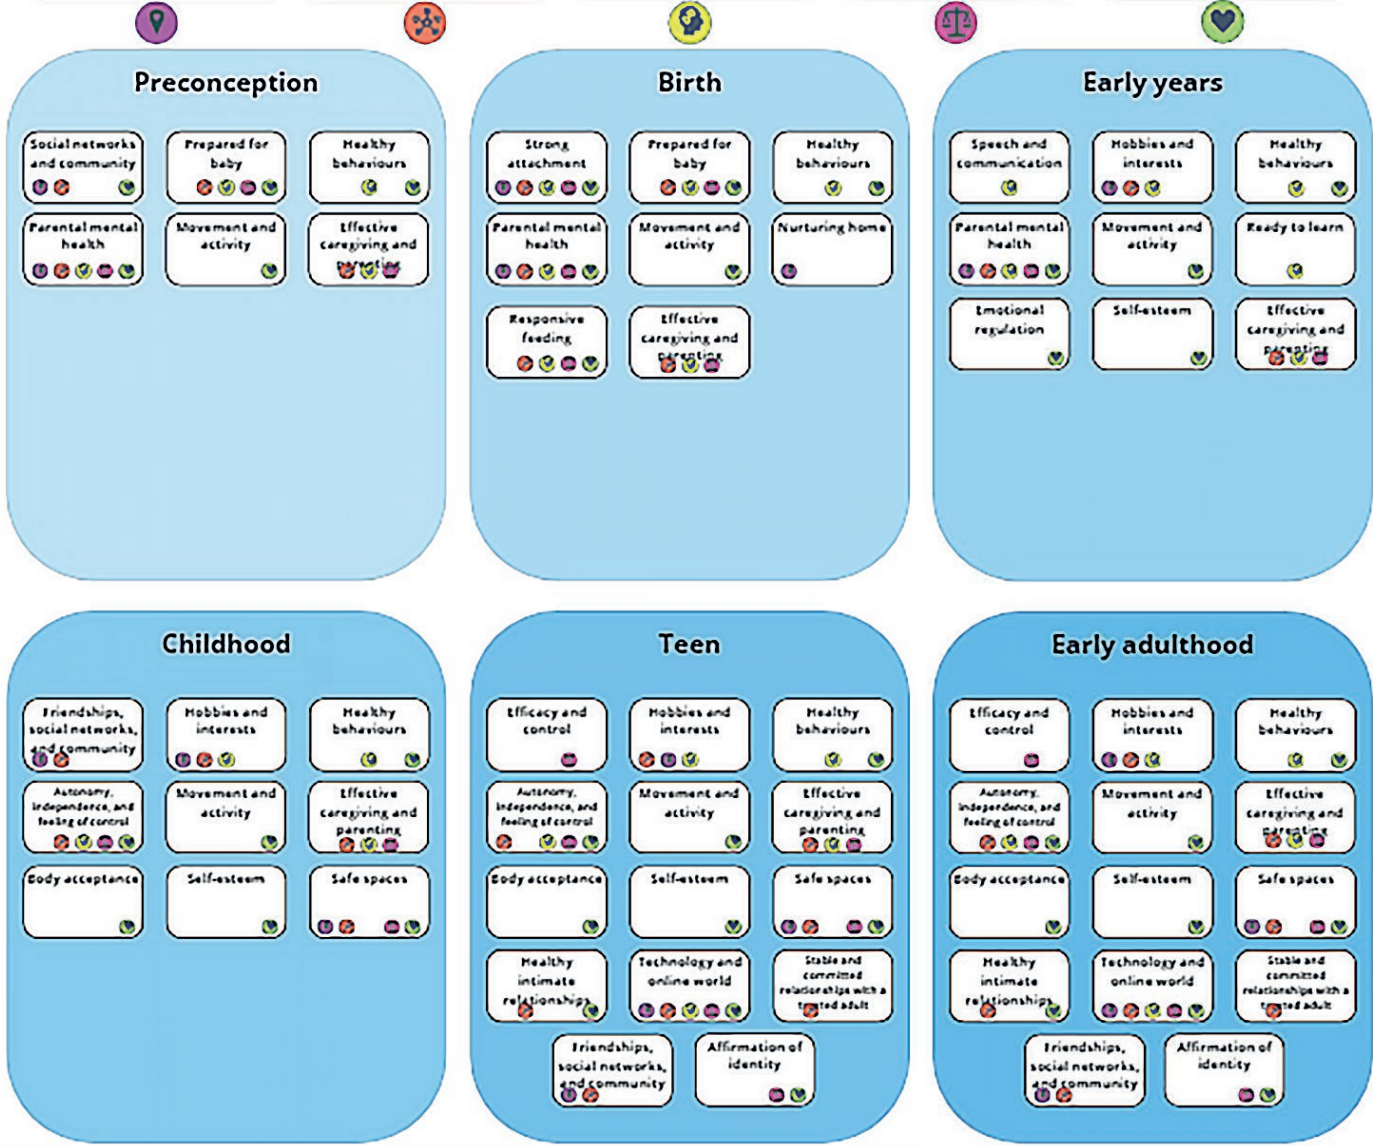 Preconception
Social networks
and community
Prepared for
baby
Healthy
behaviours
Parental mental
health
Movement and
activity
Effective
caregiving and
parenting
Birth
Strong
attachment
Prepared for
baby
Healthy
behaviours
Parental mental
health
Movement and
activity
Nurturing home
Responsive
feeding
Effective
caregiving and
parenting
Early years
Speech and
communication
Hobbies and
interests
Healthy
behaviours
Parental mental
health
Movement and
activity
Ready to learn
Emotional
regulation
Self-esteem
Effective
caregiving and
parenting
Childhood
Friendships,
social networks,
and community
Hobbies and
interests
Healthy
behaviours
Autonomy,
independence, and
feeling of control
Movement and
activity
Effective
caregiving and
parenting
Body acceptance
Self-esteem
Safe spaces
Teen
Efficacy and
control
Hobbies and
interests
Healthy
behaviours
Autonomy,
independence, and
feeling of control
Movement and
activity
Effective
caregiving and
parenting
Body acceptance
Self-esteem
Safe spaces
Healthy
intimate
relationships
Technology and
online world
Stable and
committed
relationships with a
trusted adult
Friendships,
social networks,
and community
Affirmation of
identity
Early adulthood
Efficacy and
control
Hobbies and
interests
Healthy
behaviours
Autonomy,
independence, and
feeling of control
Movement and
activity
Effective
caregiving and
parenting
Body acceptance
Self-esteem
Safe spaces
Healthy
intimate
relationships
Technology and
online world
Stable and
committed
relationships with a
trusted adult
Friendships,
social networks,
and community
Affirmation of
identity